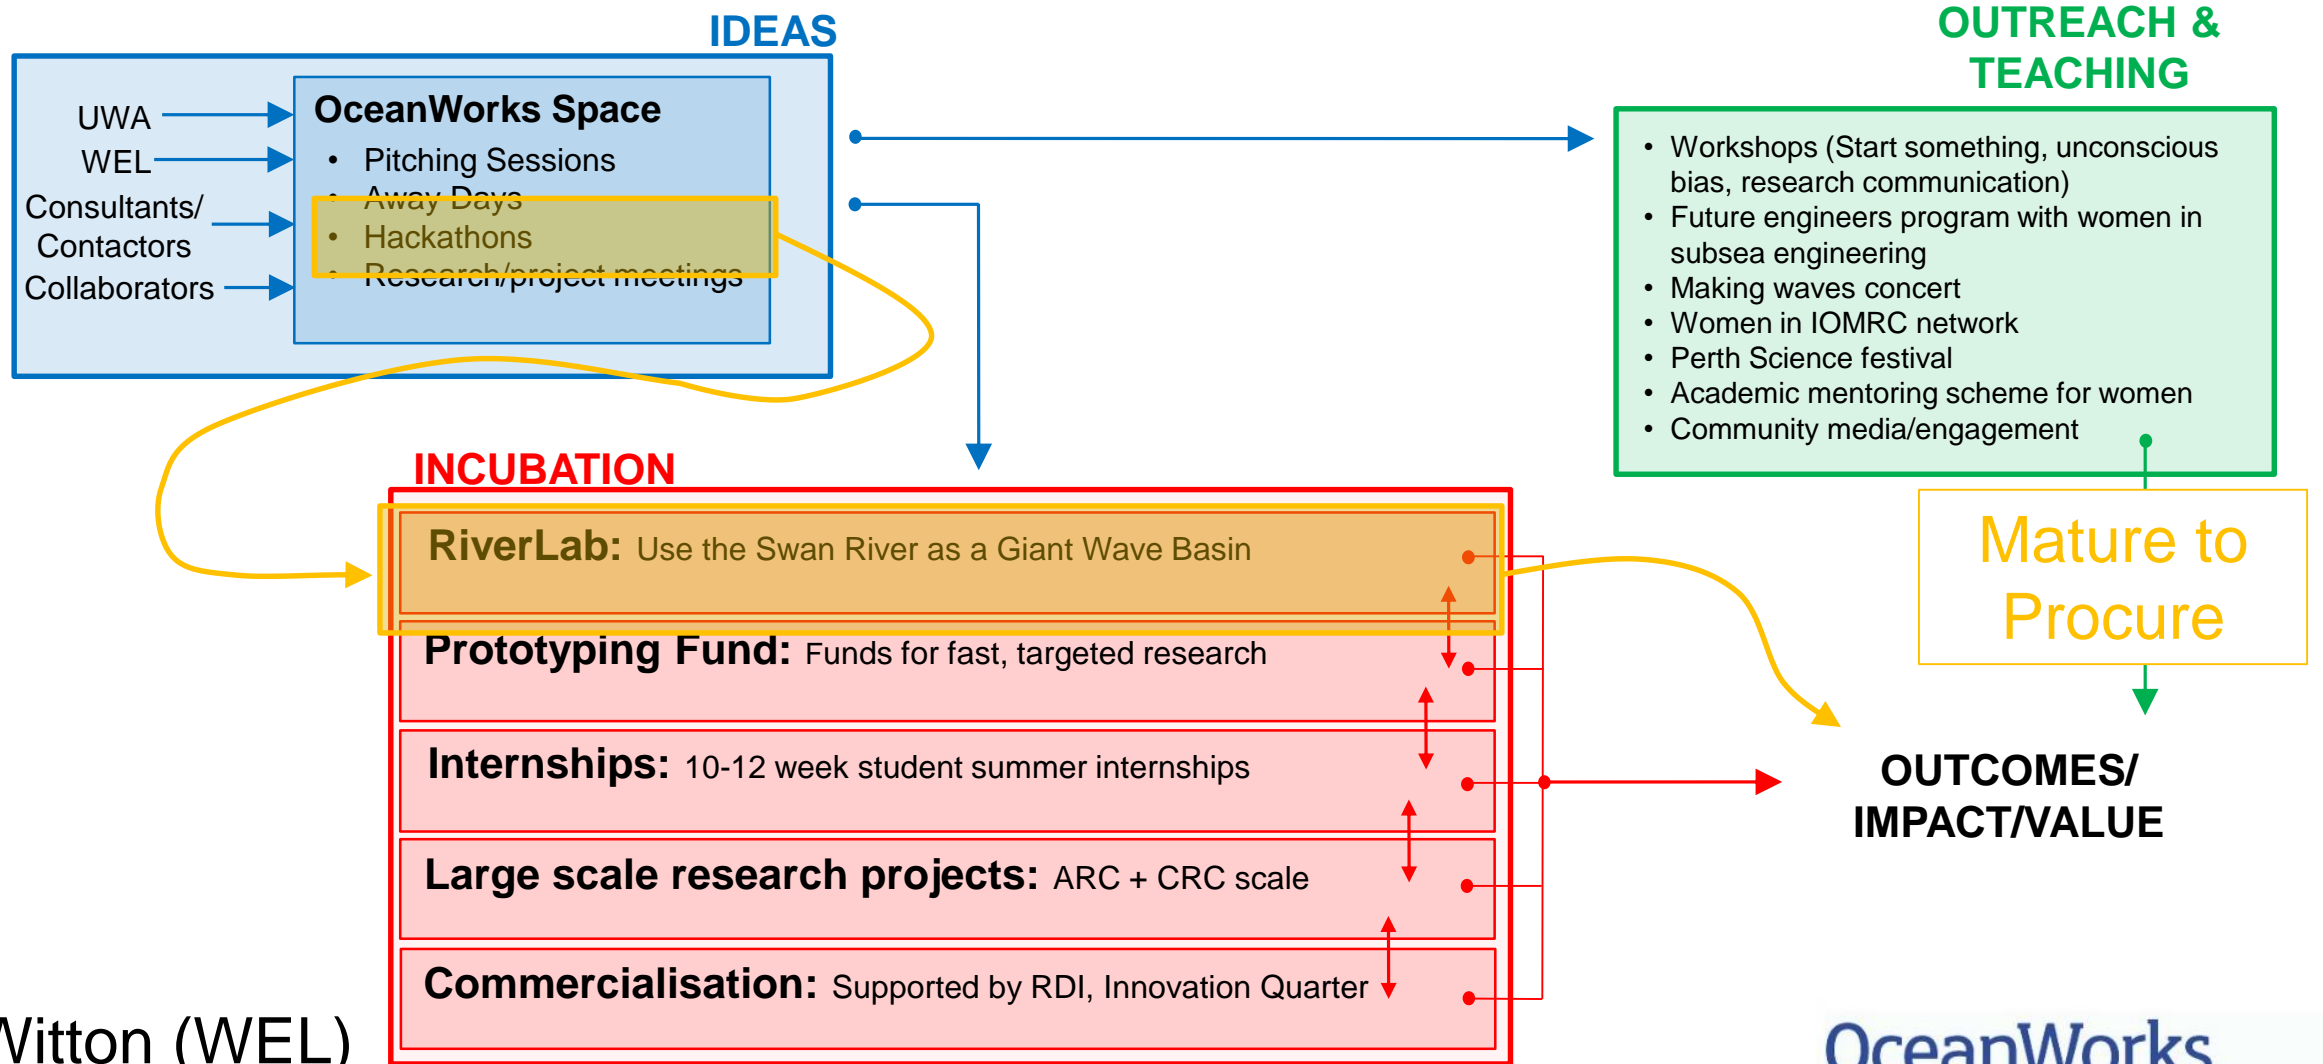 IDEAS
UWA
WEL
Consultants/
Contactors
Collaborators
OceanWorks Space
• Pitching Sessions
• Away Days
• Hackathons
• Research/project meetings
OUTREACH &
TEACHING
• Workshops (Start something, unconscious
bias, research communication)
• Future engineers program with women in
subsea engineering
• Making waves concert
• Women in IOMRC network
• Perth Science festival
• Academic mentoring scheme for women
• Community media/engagement
Mature to
Procure
INCUBATION
RiverLab: Use the Swan River as a Giant Wave Basin
Prototyping Fund: Funds for fast, targeted research
Internships: 10-12 week student summer internships
Large scale research projects: ARC + CRC scale
Commercialisation: Supported by RDI, Innovation Quarter
OUTCOMES/
IMPACT/VALUE
Witton (WEL)
OceanWorks